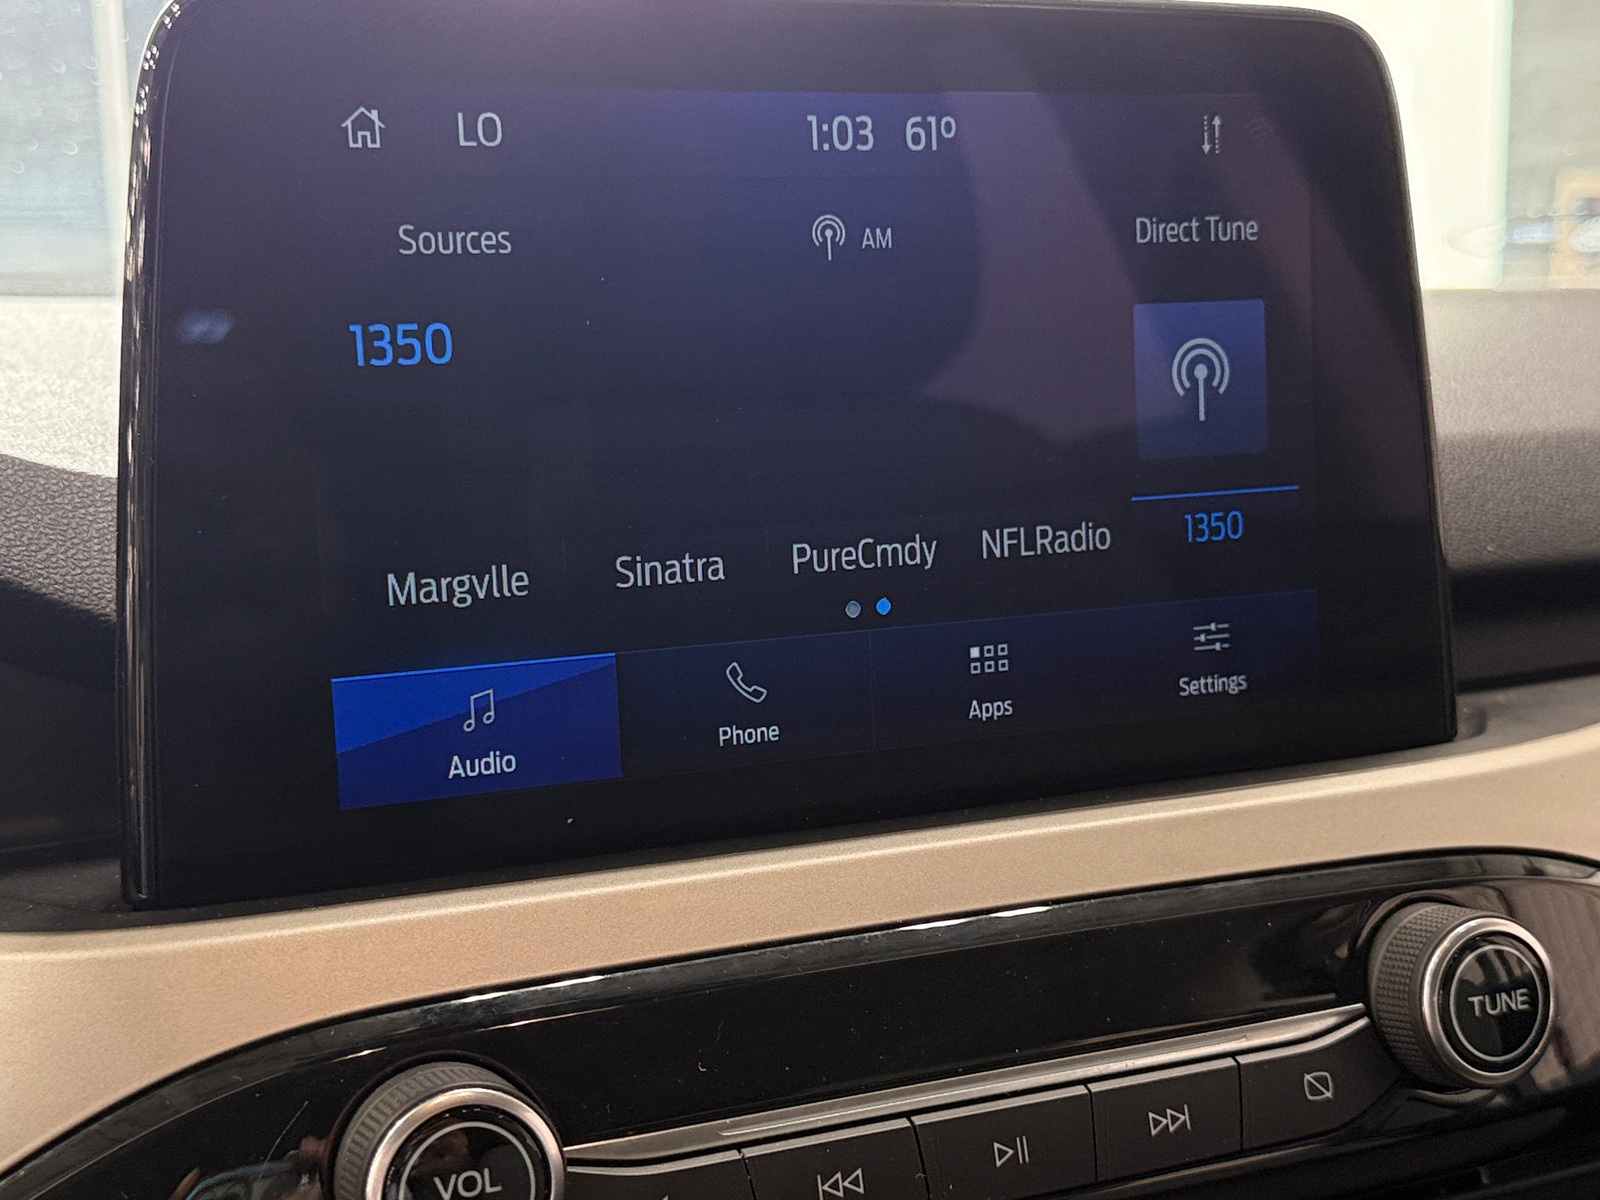 LO 1:03 61º
Sources AM Direct Tune
1350
Margvlle Sinatra PureCmdy NFLRadio 1350
Audio Phone Apps Settings
TUNE
VOL